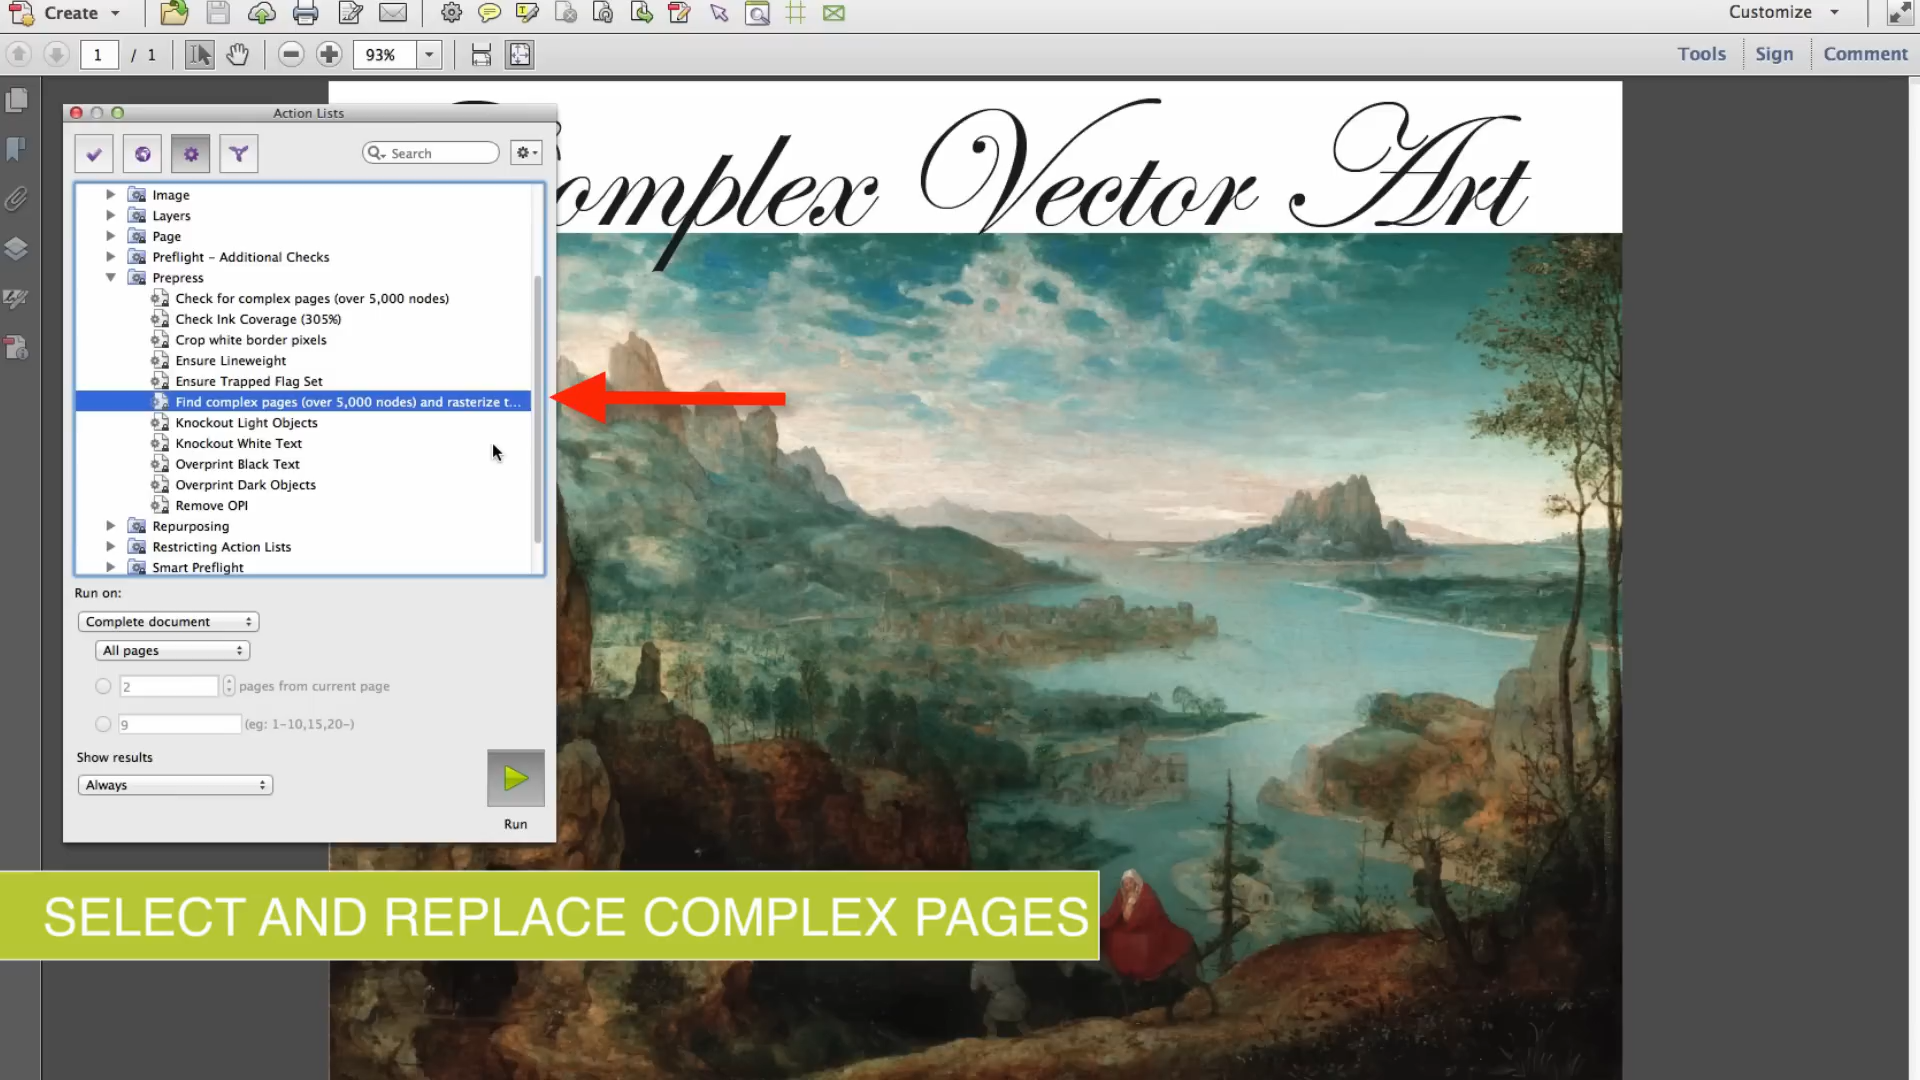 Create
Customize
1 / 1
93%
Tools
Sign
Comment
Action Lists
Search
Complex Vector Art
Image
Layers
Page
Preflight - Additional Checks
Prepress
Check for complex pages (over 5,000 nodes)
Check Ink Coverage (305%)
Crop white border pixels
Ensure Lineweight
Ensure Trapped Flag Set
Find complex pages (over 5,000 nodes) and rasterize t...
Knockout Light Objects
Knockout White Text
Overprint Black Text
Overprint Dark Objects
Remove OPI
Repurposing
Restricting Action Lists
Smart Preflight
Run on:
Complete document
All pages
2 pages from current page
9 (eg: 1-10,15,20-)
Show results
Always
Run
SELECT AND REPLACE COMPLEX PAGES